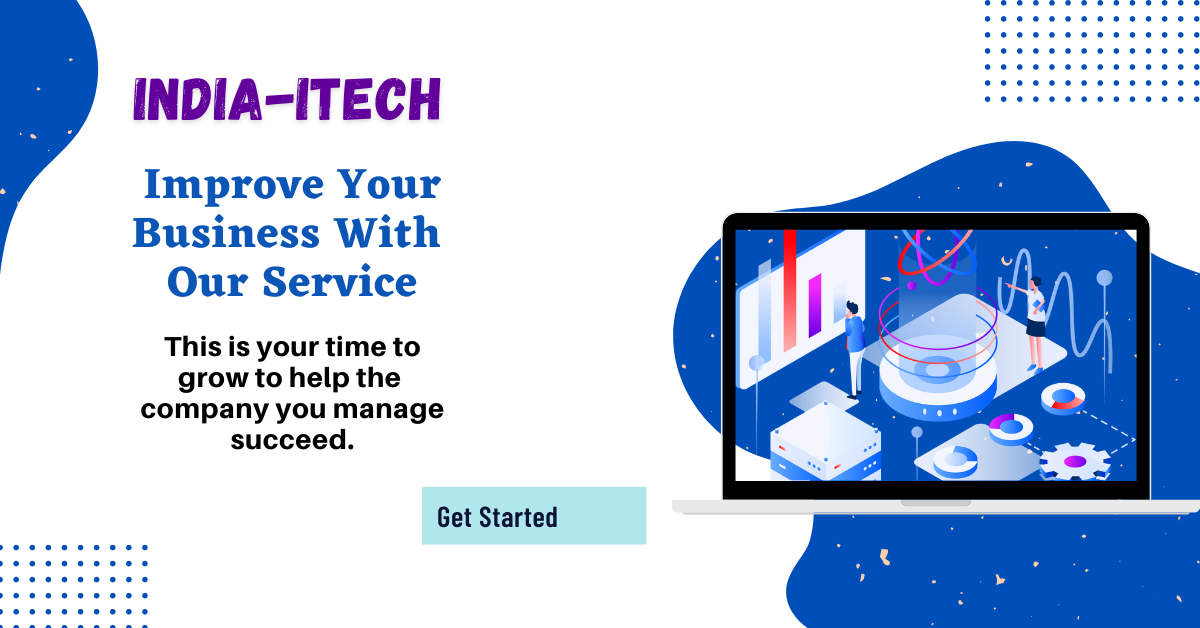 INDIA-ITECH
Improve Your
Business With
Our Service
This is your time to
grow to help the
company you manage
succeed.
Get Started